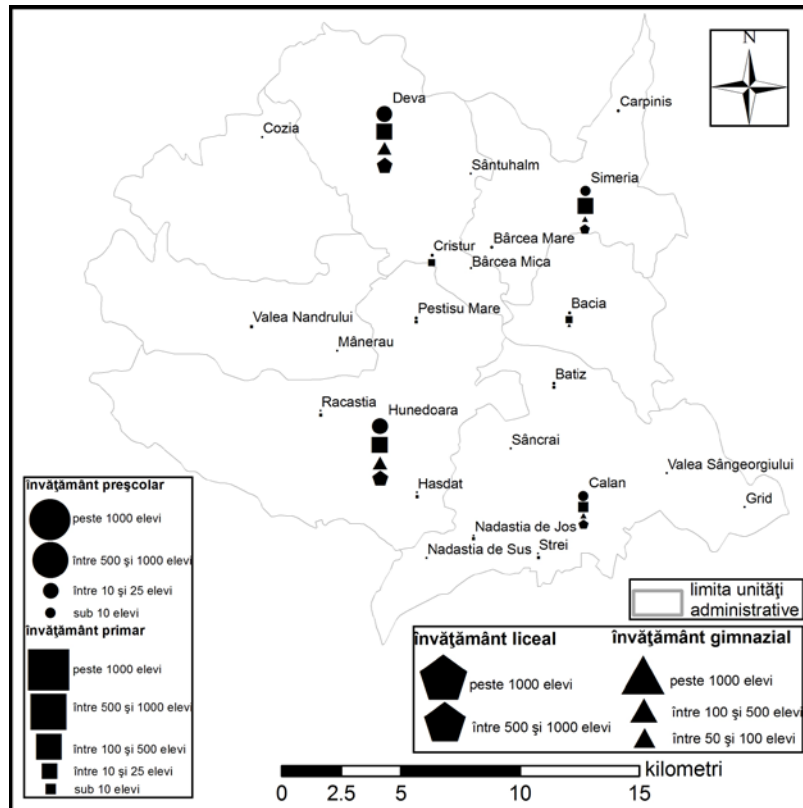 N
Deva
Carpinis
Cozia
Sântuhalm
Simeria
Bârcea Mare
Cristur
Bârcea Mica
Bacia
Pestisu Mare
Valea Nandrului
Mânerau
Batiz
Racastia
Hunedoara
Sâncrai
Valea Sângeorgiului
Hasdat
Calan
Grid
Nadastia de Jos
Nadastia de Sus
Strei
învăţământ preşcolar
peste 1000 elevi
între 500 şi 1000 elevi
între 10 şi 25 elevi
sub 10 elevi
învăţământ primar
peste 1000 elevi
între 500 şi 1000 elevi
între 100 şi 500 elevi
între 10 şi 25 elevi
sub 10 elevi
limita unităţi
administrative
învăţământ liceal
peste 1000 elevi
între 500 şi 1000 elevi
învăţământ gimnazial
peste 1000 elevi
între 100 şi 500 elevi
între 50 şi 100 elevi
kilometri
0 2.5 5 10 15